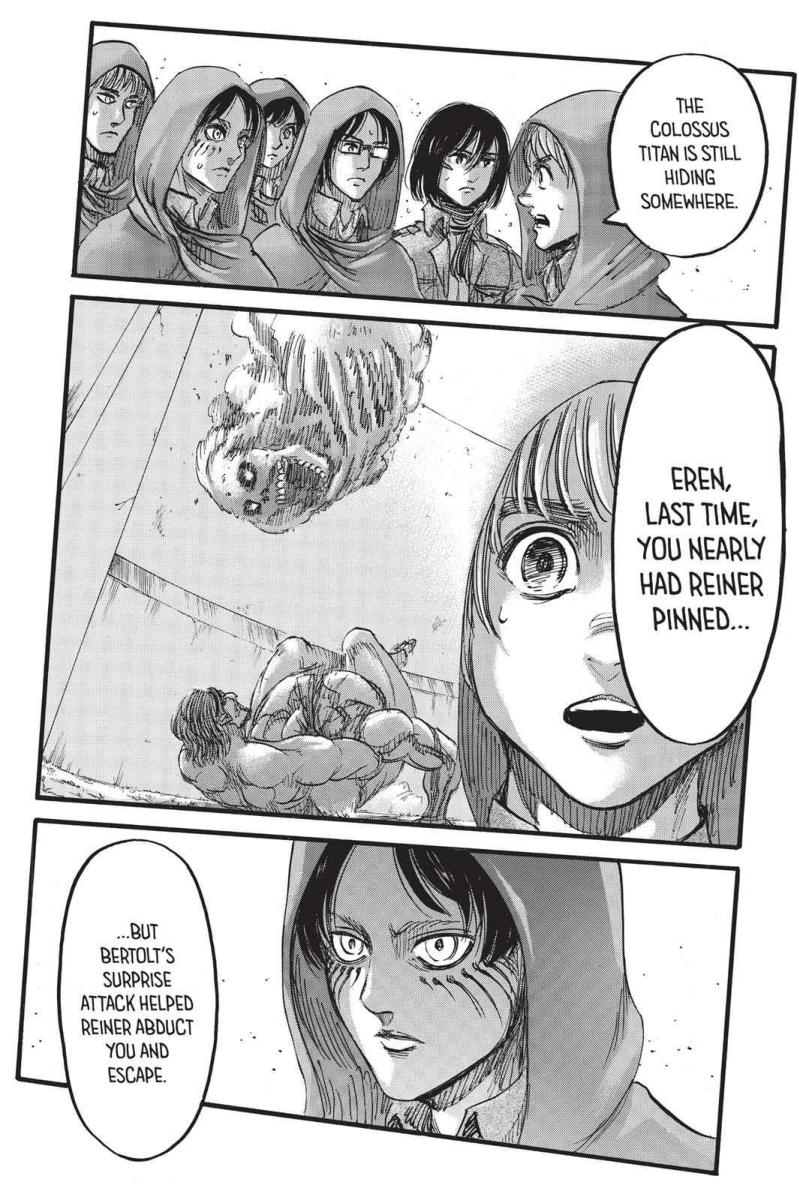 THE
COLOSSUS
TITAN IS STILL
HIDING
SOMEWHERE.
EREN,
LAST TIME,
YOU NEARLY
HAD REINER
PINNED...
...BUT
BERTOLT'S
SURPRISE
ATTACK HELPED
REINER ABDUCT
YOU AND
ESCAPE.